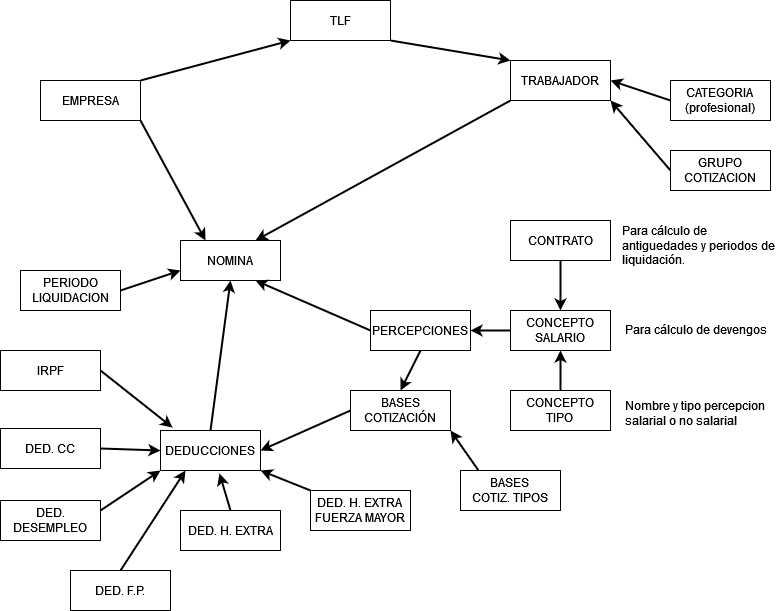 TLF
EMPRESA
TRABAJADOR
CATEGORIA
(profesional)
GRUPO
COTIZACION
NOMINA
CONTRATO
Para cálculo de
antiguedades y periodos de
liquidación.
PERIODO
LIQUIDACION
PERCEPCIONES
CONCEPTO
SALARIO
Para cálculo de devengos
IRPF
BASES
COTIZACIÓN
CONCEPTO
TIPO
Nombre y tipo percepcion
salarial o no salarial
DED. CC
DEDUCCIONES
BASES
COTIZ. TIPOS
DED.
DESEMPLEO
DED. H. EXTRA
DED. H. EXTRA
FUERZA MAYOR
DED. F.P.